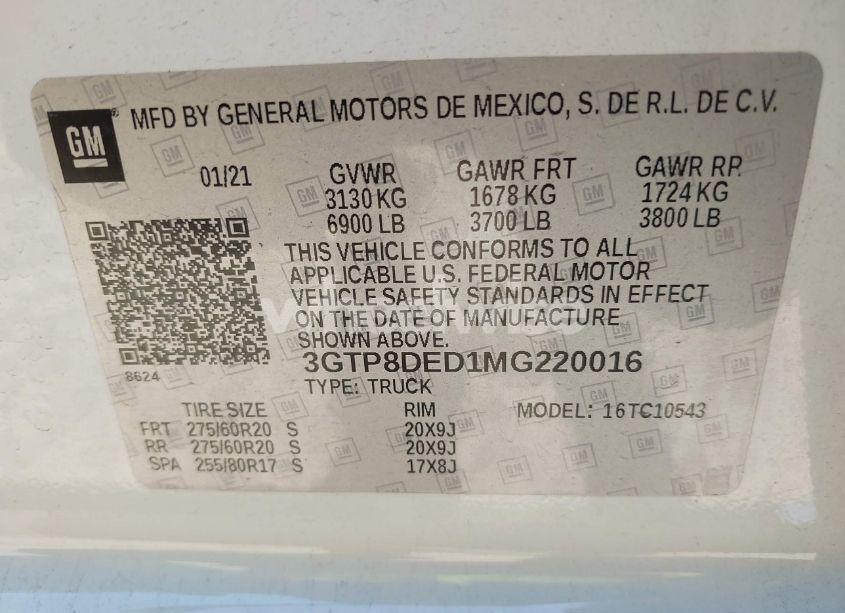 GM
MFD BY GENERAL MOTORS DE MEXICO, S. DE R.L. DE C.V.
01/21 GVWR GAWR FRT GAWR RR
3130 KG 1678 KG 1724 KG
6900 LB 3700 LB 3800 LB
THIS VEHICLE CONFORMS TO ALL
APPLICABLE U.S. FEDERAL MOTOR
VEHICLE SAFETY STANDARDS IN EFFECT
ON THE DATE OF MANUFACTURE
SHOWN ABOVE.
3GTP8DED1MG220016
8624
TYPE: TRUCK
TIRE SIZE RIM MODEL: 16TC10543
FRT 275/60R20 S 20X9J
RR 275/60R20 S 20X9J
SPA 255/80R17 S 17X8J